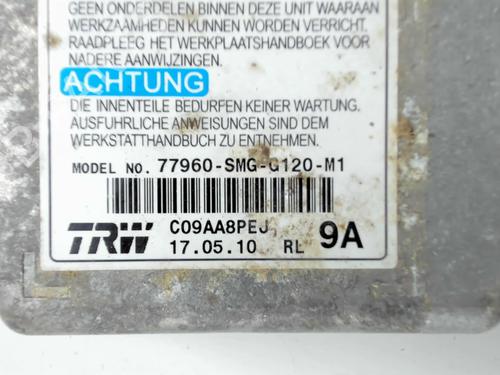 GEEN ONDERDELEN BINNEN DEZE UNIT WAARAAN
WERKZAAMHEDEN KUNNEN WORDEN VERRICHT.
RAADPLEEG HET WERKPLAATSHANDBOEK VOOR
NADERE AANWIJZINGEN.
ACHTUNG
DIE INNENTEILE BEDURFEN KEINER WARTUNG.
AUSFUHRLICHE ANWEISUNGEN SIND DEM
WERKSTATTHANDBUCH ZU ENTNEHMEN.
MODEL NO. 77960-SMG-G120-M1
TRW C09AA8PEJ 9A
17.05.10 RL